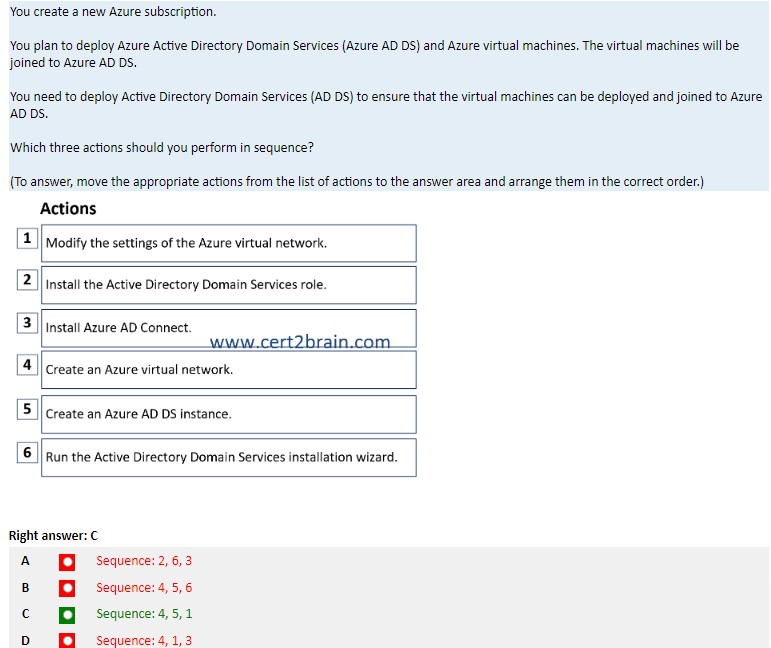 You create a new Azure subscription.
You plan to deploy Azure Active Directory Domain Services (Azure AD DS) and Azure virtual machines. The virtual machines will be
joined to Azure AD DS.
You need to deploy Active Directory Domain Services (AD DS) to ensure that the virtual machines can be deployed and joined to Azure
AD DS.
Which three actions should you perform in sequence?
(To answer, move the appropriate actions from the list of actions to the answer area and arrange them in the correct order.)
Actions
1 Modify the settings of the Azure virtual network.
2 Install the Active Directory Domain Services role.
3 Install Azure AD Connect.
www.cert2brain.com
4 Create an Azure virtual network.
5 Create an Azure AD DS instance.
6 Run the Active Directory Domain Services installation wizard.
Right answer: C
A Sequence: 2, 6, 3
B Sequence: 4, 5, 6
C Sequence: 4, 5, 1
D Sequence: 4, 1, 3